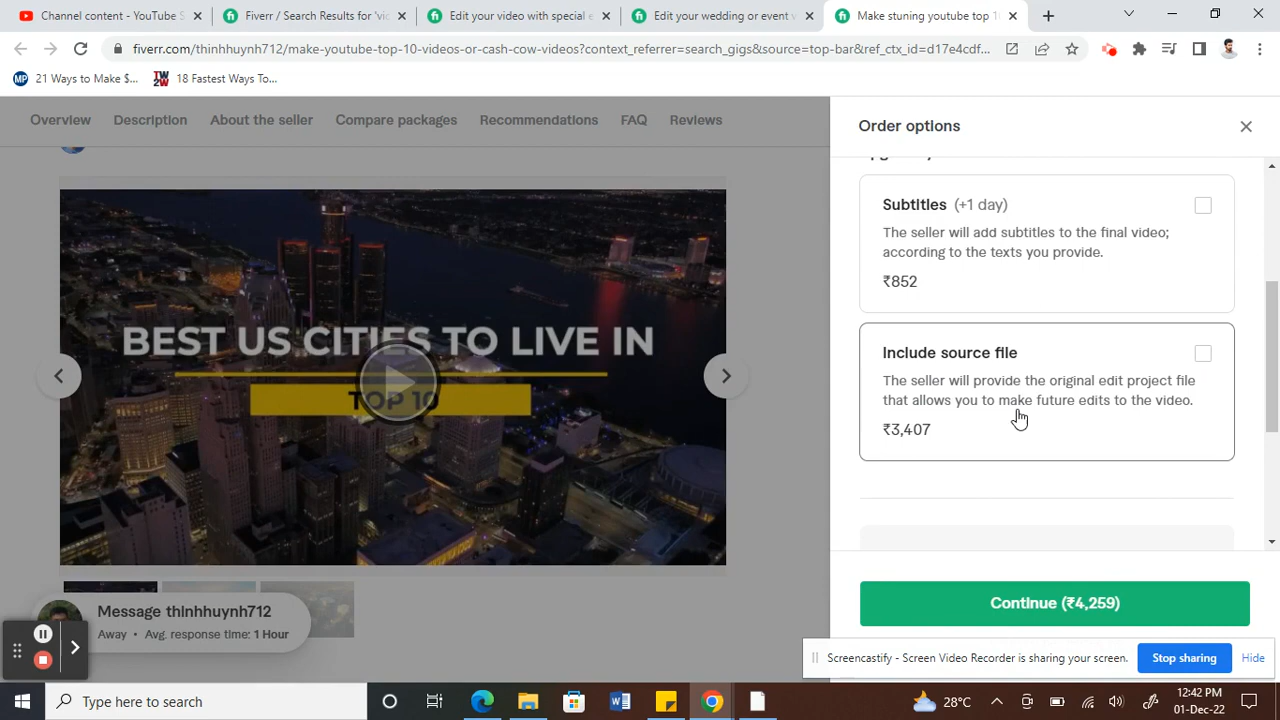 Channel content - YouTube S
Fiverr / Search Results for 'vi
Edit your video with special e
Edit your wedding or event v
Make stuning youtube top 1
fiverr.com/thinhhuynh712/make-youtube-top-10-videos-or-cash-cow-videos?context_referrer=search_gigs&source=top-bar&ref_ctx_id=d17e4cdf...
MP 21 Ways to Make $...
TW2W 18 Fastest Ways To...
Overview
Description
About the seller
Compare packages
Recommendations
FAQ
Reviews
BEST US CITIES TO LIVE IN
TOP 10
Message thinhhuynh712
Away • Avg. response time: 1 Hour
Order options
Subtitles (+1 day)
The seller will add subtitles to the final video;
according to the texts you provide.
₹852
Include source file
The seller will provide the original edit project file
that allows you to make future edits to the video.
₹3,407
Continue (₹4,259)
Screencastify - Screen Video Recorder is sharing your screen.
Stop sharing
Hide
Type here to search
28°C
12:42 PM
01-Dec-22